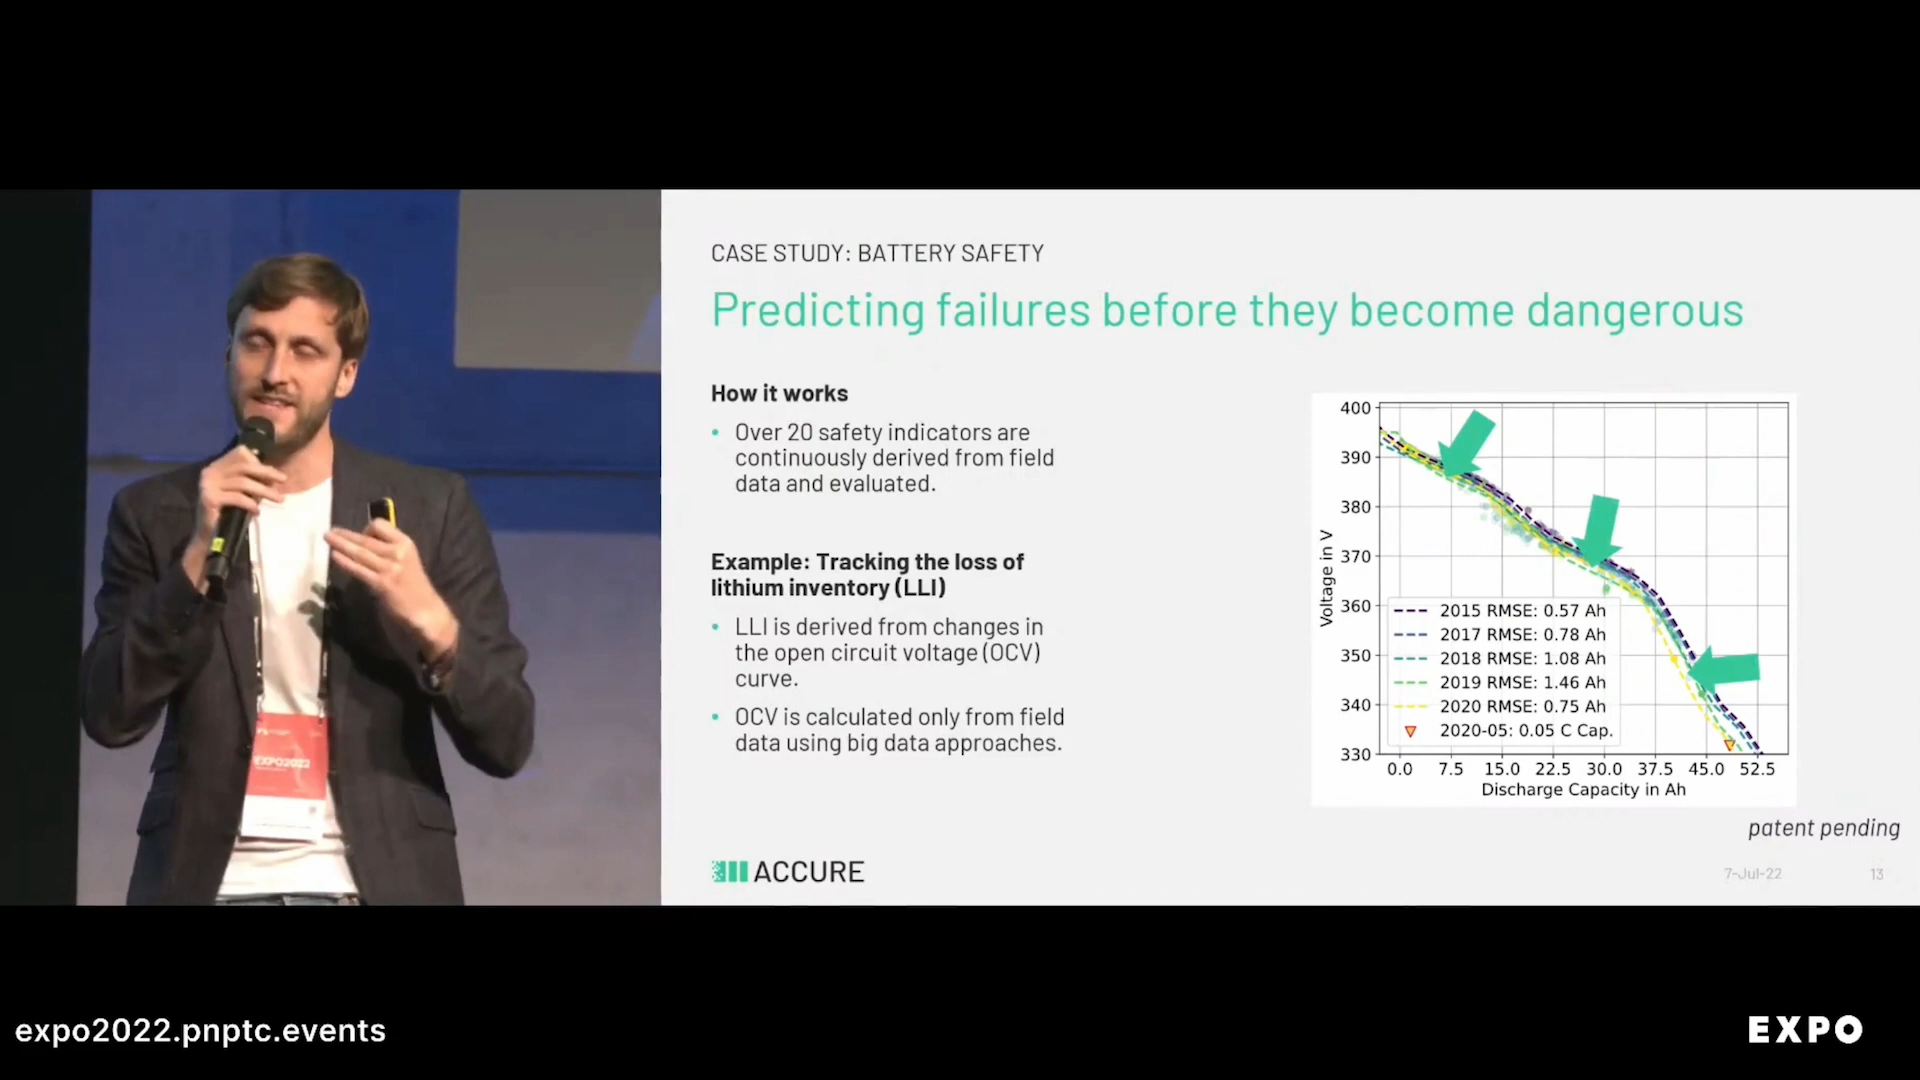 CASE STUDY: BATTERY SAFETY
Predicting failures before they become dangerous
How it works
• Over 20 safety indicators are
continuously derived from field
data and evaluated.
Example: Tracking the loss of
lithium inventory (LLI)
• LLI is derived from changes in
the open circuit voltage (OCV)
curve.
• OCV is calculated only from field
data using big data approaches.
400
390
380
370
360
350
340
330
Voltage in V
2015 RMSE: 0.57 Ah
2017 RMSE: 0.78 Ah
2018 RMSE: 1.08 Ah
2019 RMSE: 1.46 Ah
2020 RMSE: 0.75 Ah
2020-05: 0.05 C Cap.
0.0 7.5 15.0 22.5 30.0 37.5 45.0 52.5
Discharge Capacity in Ah
patent pending
ACCURE
7-Jul-22 13
EXPO2022
expo2022.pnptc.events
EXPO